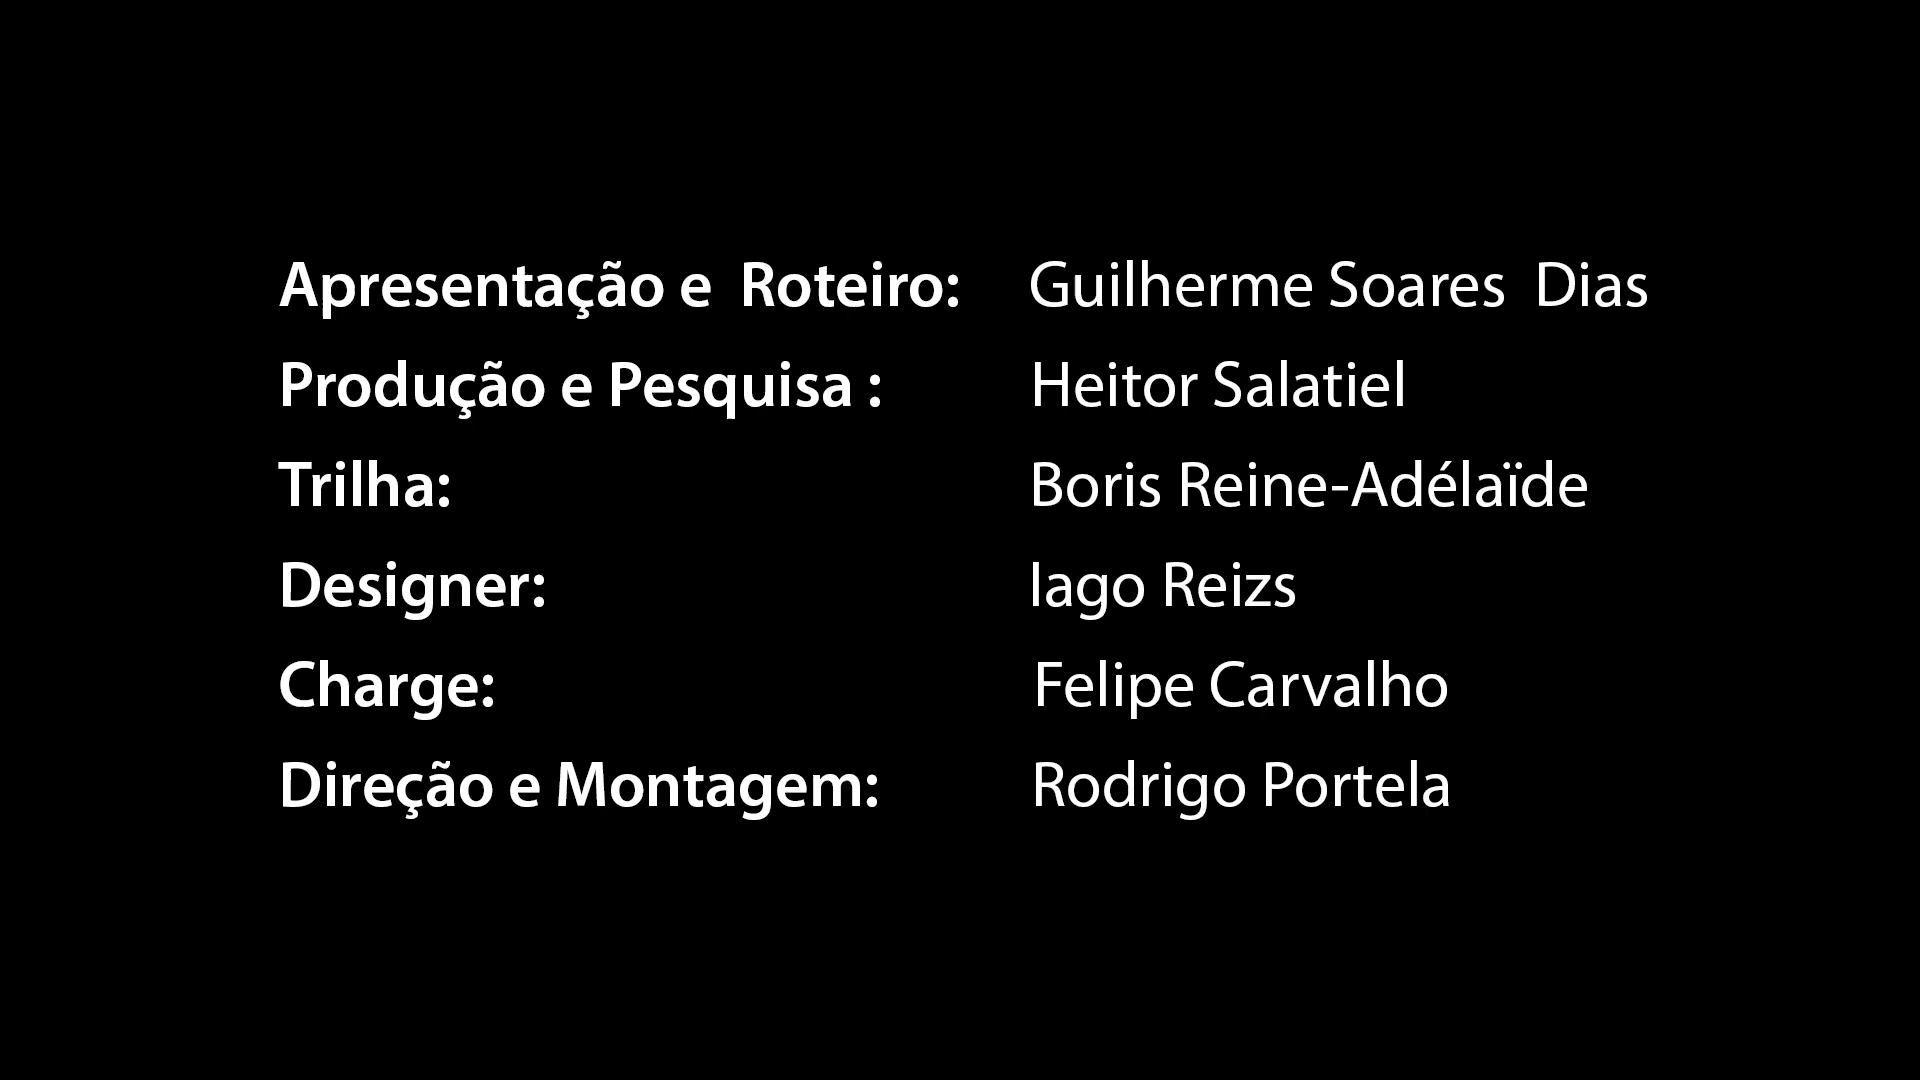 Apresentação e Roteiro: Guilherme Soares Dias
Produção e Pesquisa : Heitor Salatiel
Trilha: Boris Reine-Adélaïde
Designer: Iago Reizs
Charge: Felipe Carvalho
Direção e Montagem: Rodrigo Portela